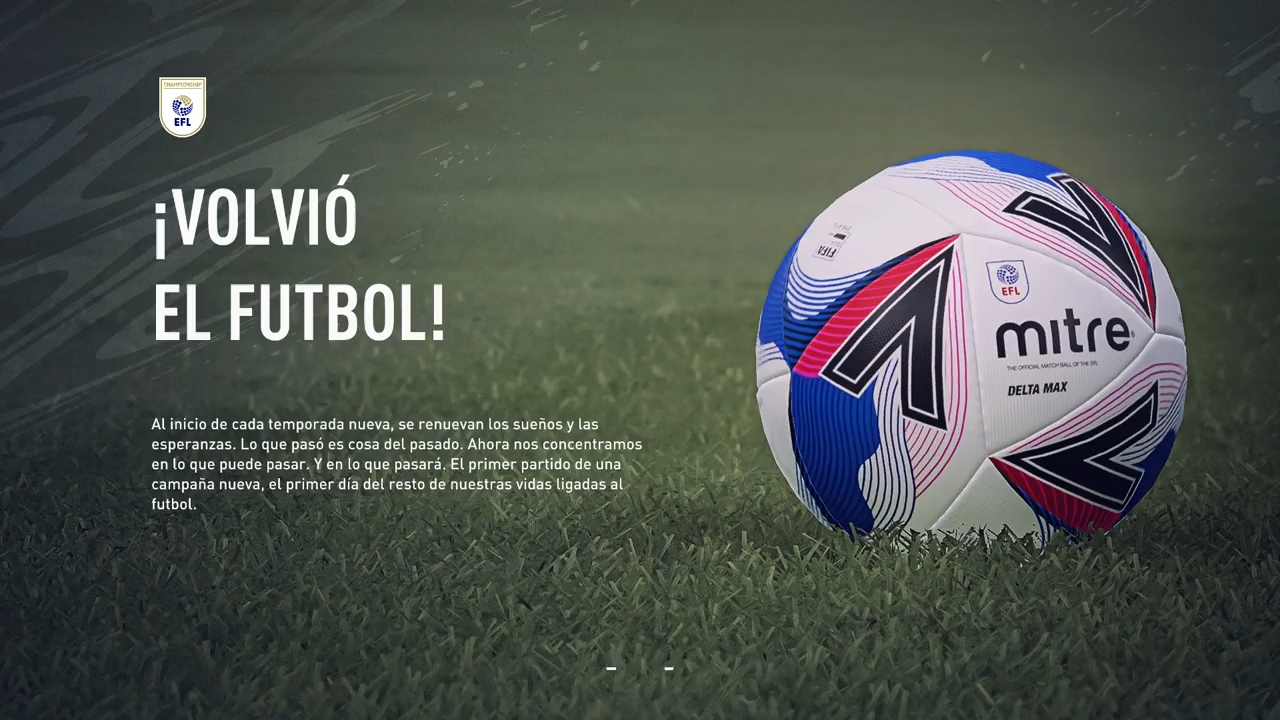 CHAMPIONSHIP
EFL
¡VOLVIÓ
EL FUTBOL!
Al inicio de cada temporada nueva, se renuevan los sueños y las
esperanzas. Lo que pasó es cosa del pasado. Ahora nos concentramos
en lo que puede pasar. Y en lo que pasará. El primer partido de una
campaña nueva, el primer día del resto de nuestras vidas ligadas al
futbol.
FIFA
EFL
mitre
THE OFFICIAL MATCH BALL OF THE EFL
DELTA MAX